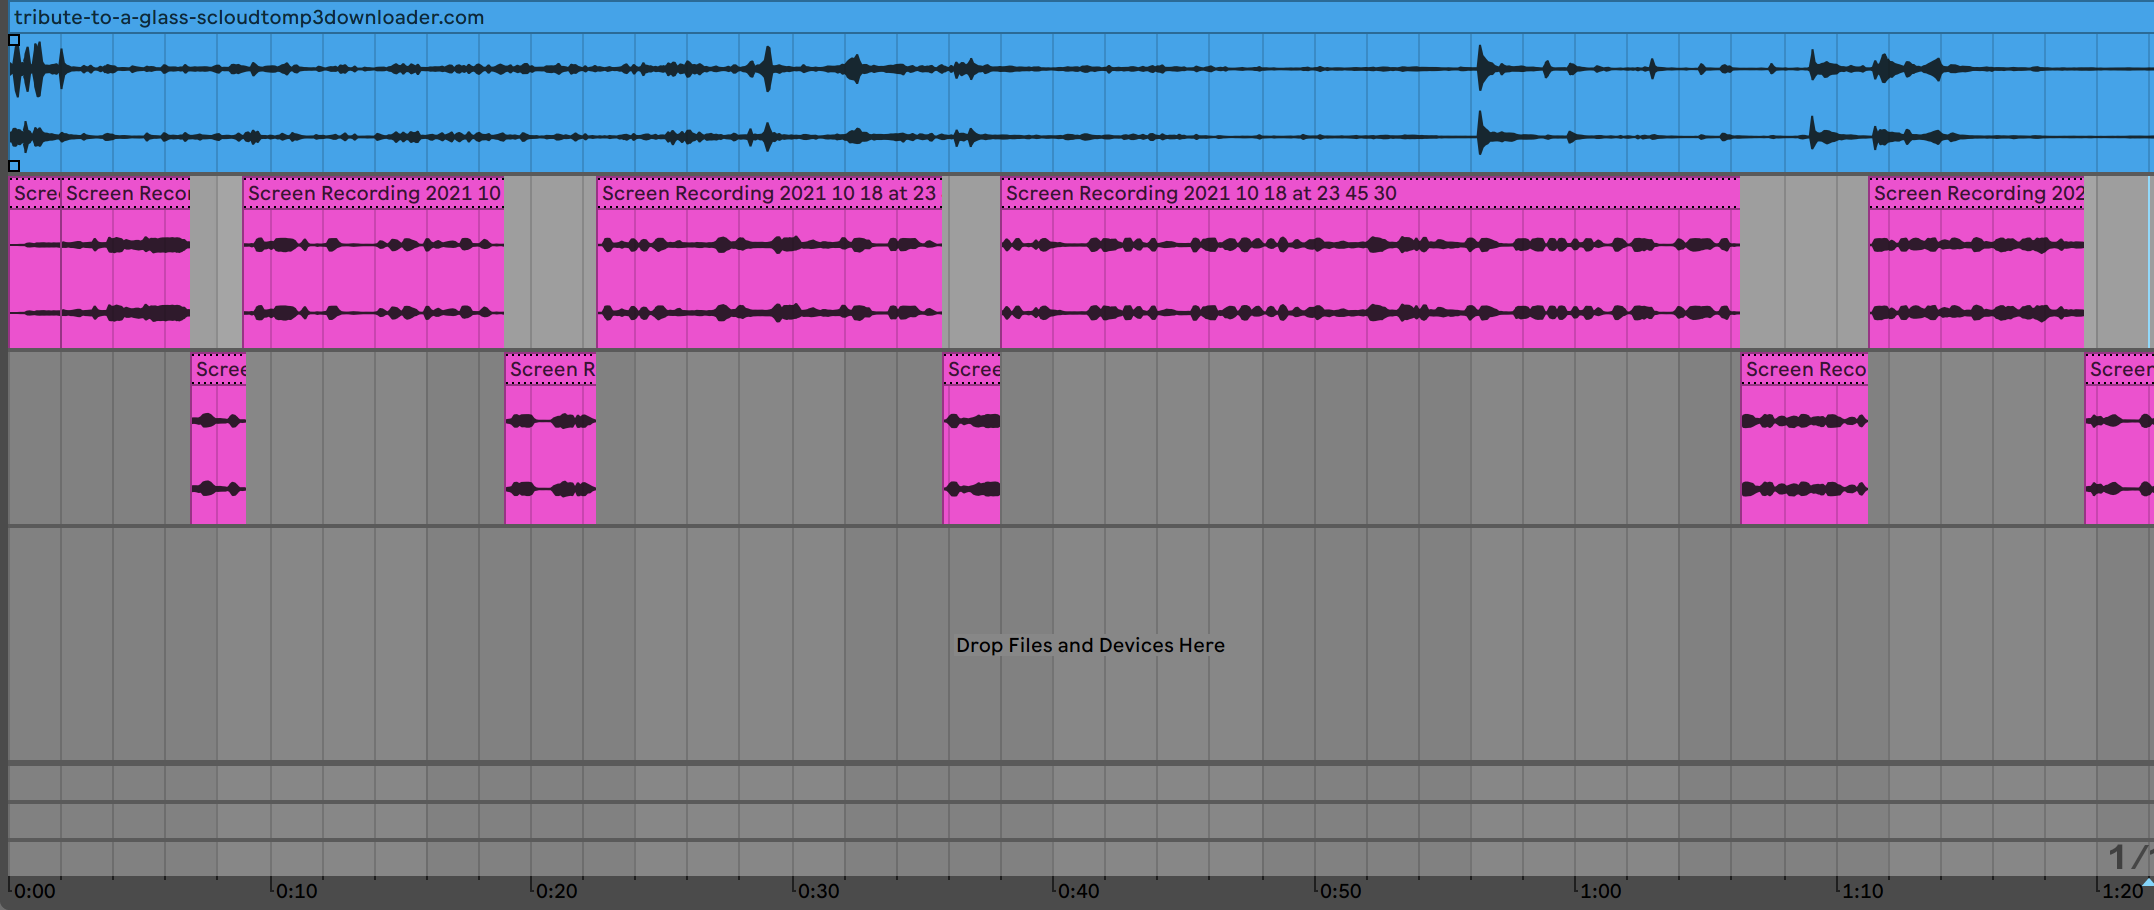 tribute-to-a-glass-scloudtomp3downloader.com
Scre
Screen Reco
Screen Recording 2021 10
Screen Recording 2021 10 18 at 23
Screen Recording 2021 10 18 at 23 45 30
Screen Recording 202
Scree
Screen R
Scree
Screen Reco
Screen
Drop Files and Devices Here
1/
0:00 0:10 0:20 0:30 0:40 0:50 1:00 1:10 1:20